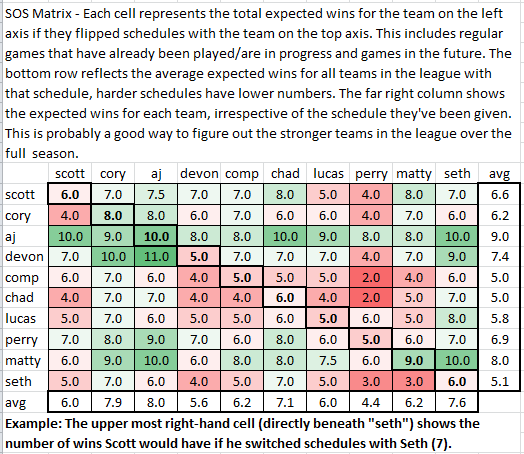 SOS Matrix - Each cell represents the total expected wins for the team on the left
axis if they flipped schedules with the team on the top axis. This includes regular
games that have already been played/are in progress and games in the future. The
bottom row reflects the average expected wins for all teams in the league with
that schedule, harder schedules have lower numbers. The far right column shows
the expected wins for each team, irrespective of the schedule they've been given.
This is probably a good way to figure out the stronger teams in the league over the
full season.
scott cory aj devon comp chad lucas perry matty seth avg
scott 6.0 7.0 7.5 7.0 7.0 8.0 5.0 4.0 8.0 7.0 6.6
cory 4.0 8.0 8.0 6.0 7.0 6.0 6.0 4.0 7.0 6.0 6.2
aj 10.0 9.0 10.0 8.0 8.0 10.0 9.0 8.0 8.0 10.0 9.0
devon 7.0 10.0 11.0 5.0 7.0 7.0 7.0 4.0 7.0 9.0 7.4
comp 6.0 7.0 6.0 4.0 5.0 5.0 5.0 2.0 4.0 6.0 5.0
chad 4.0 7.0 7.0 4.0 4.0 6.0 4.0 2.0 5.0 7.0 5.0
lucas 5.0 7.0 6.0 5.0 5.0 6.0 5.0 6.0 5.0 8.0 5.8
perry 7.0 8.0 9.0 7.0 6.0 8.0 6.0 5.0 6.0 7.0 6.9
matty 6.0 9.0 10.0 6.0 8.0 8.0 7.5 6.0 9.0 10.0 8.0
seth 5.0 7.0 6.0 4.0 5.0 7.0 5.0 3.0 3.0 6.0 5.1
avg 6.0 7.9 8.0 5.6 6.2 7.1 6.0 4.4 6.2 7.6
Example: The upper most right-hand cell (directly beneath "seth") shows the
number of wins Scott would have if he switched schedules with Seth (7).